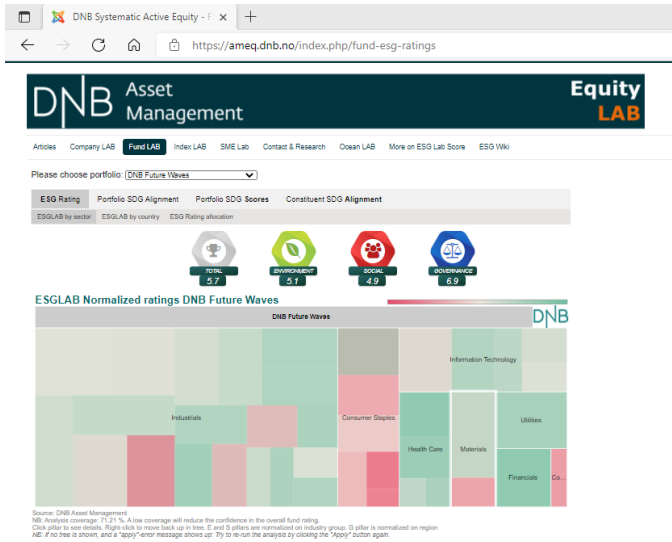 DNB Systematic Active Equity - F
https://ameq.dnb.no/index.php/fund-esg-ratings
DNB Asset Management
Equity LAB
Articles Company LAB Fund LAB Index LAB SME Lab Contact & Research Ocean LAB More on ESG Lab Score ESG Wiki
Please choose portfolio: DNB Future Waves
ESG Rating Portfolio SDG Alignment Portfolio SDG Scores Constituent SDG Alignment
ESGLAB by sector ESGLAB by country ESG Rating allocation
TOTAL ENVIRONMENT SOCIAL GOVERNANCE
5.7 5.1 4.9 6.9
ESGLAB Normalized ratings DNB Future Waves
DNB Future Waves
DNB
Information Technology
Industrials Consumer Staples Utilities
Health Care Materials
Financials Co...
Source: DNB Asset Management
NB: Analysis coverage: 71.21 %. A low coverage will reduce the confidence in the overall fund rating.
Click pillar to see details. Right-click to move back up in tree. E and S pillars are normalized on industry group. G pillar is normalized on region
NB: If no tree is shown, and a "apply"-error message shows up: Try to re-run the analysis by clicking the "Apply" button again.